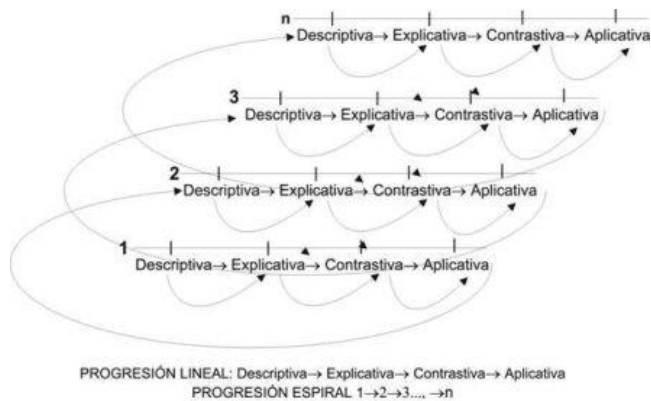 n
Descriptiva→ Explicativa→ Contrastiva→ Aplicativa
3
Descriptiva→ Explicativa→ Contrastiva→ Aplicativa
2
Descriptiva→ Explicativa→ Contrastiva→ Aplicativa
1
Descriptiva→ Explicativa→ Contrastiva→ Aplicativa
PROGRESIÓN LINEAL: Descriptiva→ Explicativa→ Contrastiva→ Aplicativa
PROGRESIÓN ESPIRAL 1→2→3..., →n